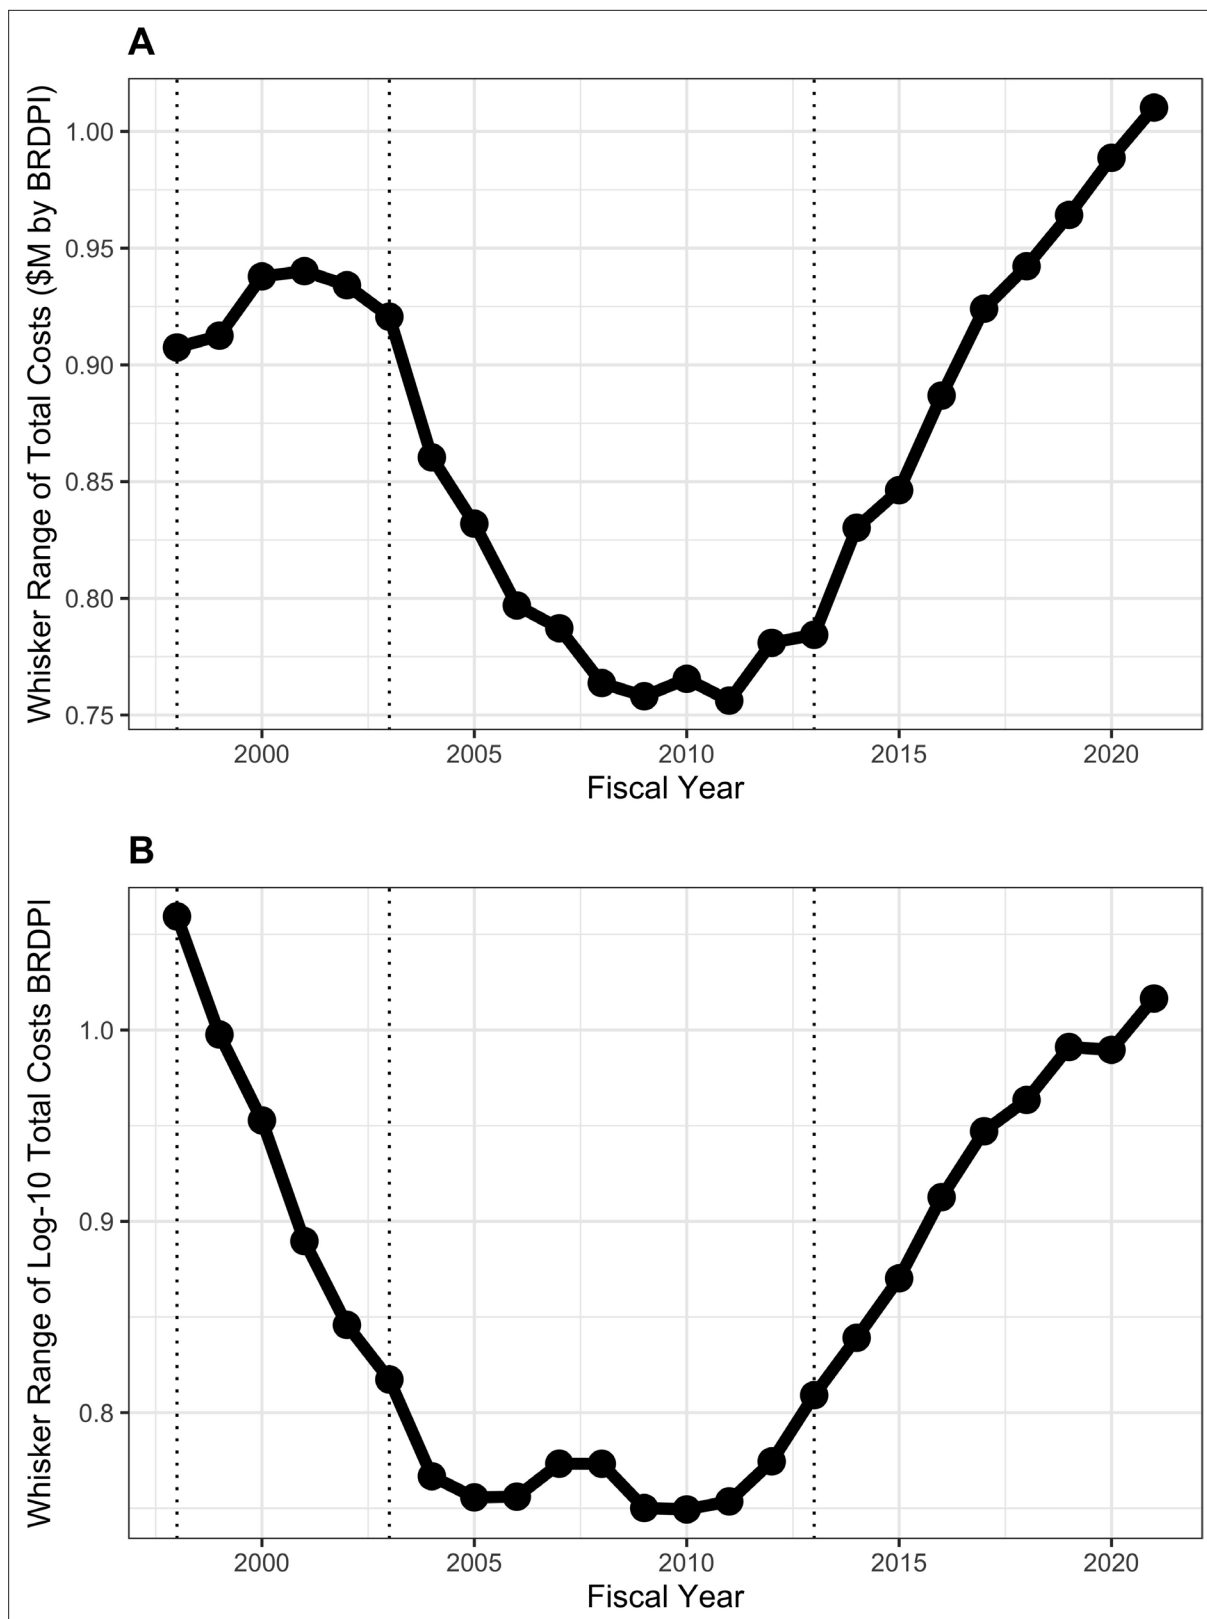 A
Whisker Range of Total Costs ($M by BRDPI)
1.00
0.95
0.90
0.85
0.80
0.75
2000 2005 2010 2015 2020
Fiscal Year
B
Whisker Range of Log-10 Total Costs BRDPI
1.0
0.9
0.8
2000 2005 2010 2015 2020
Fiscal Year